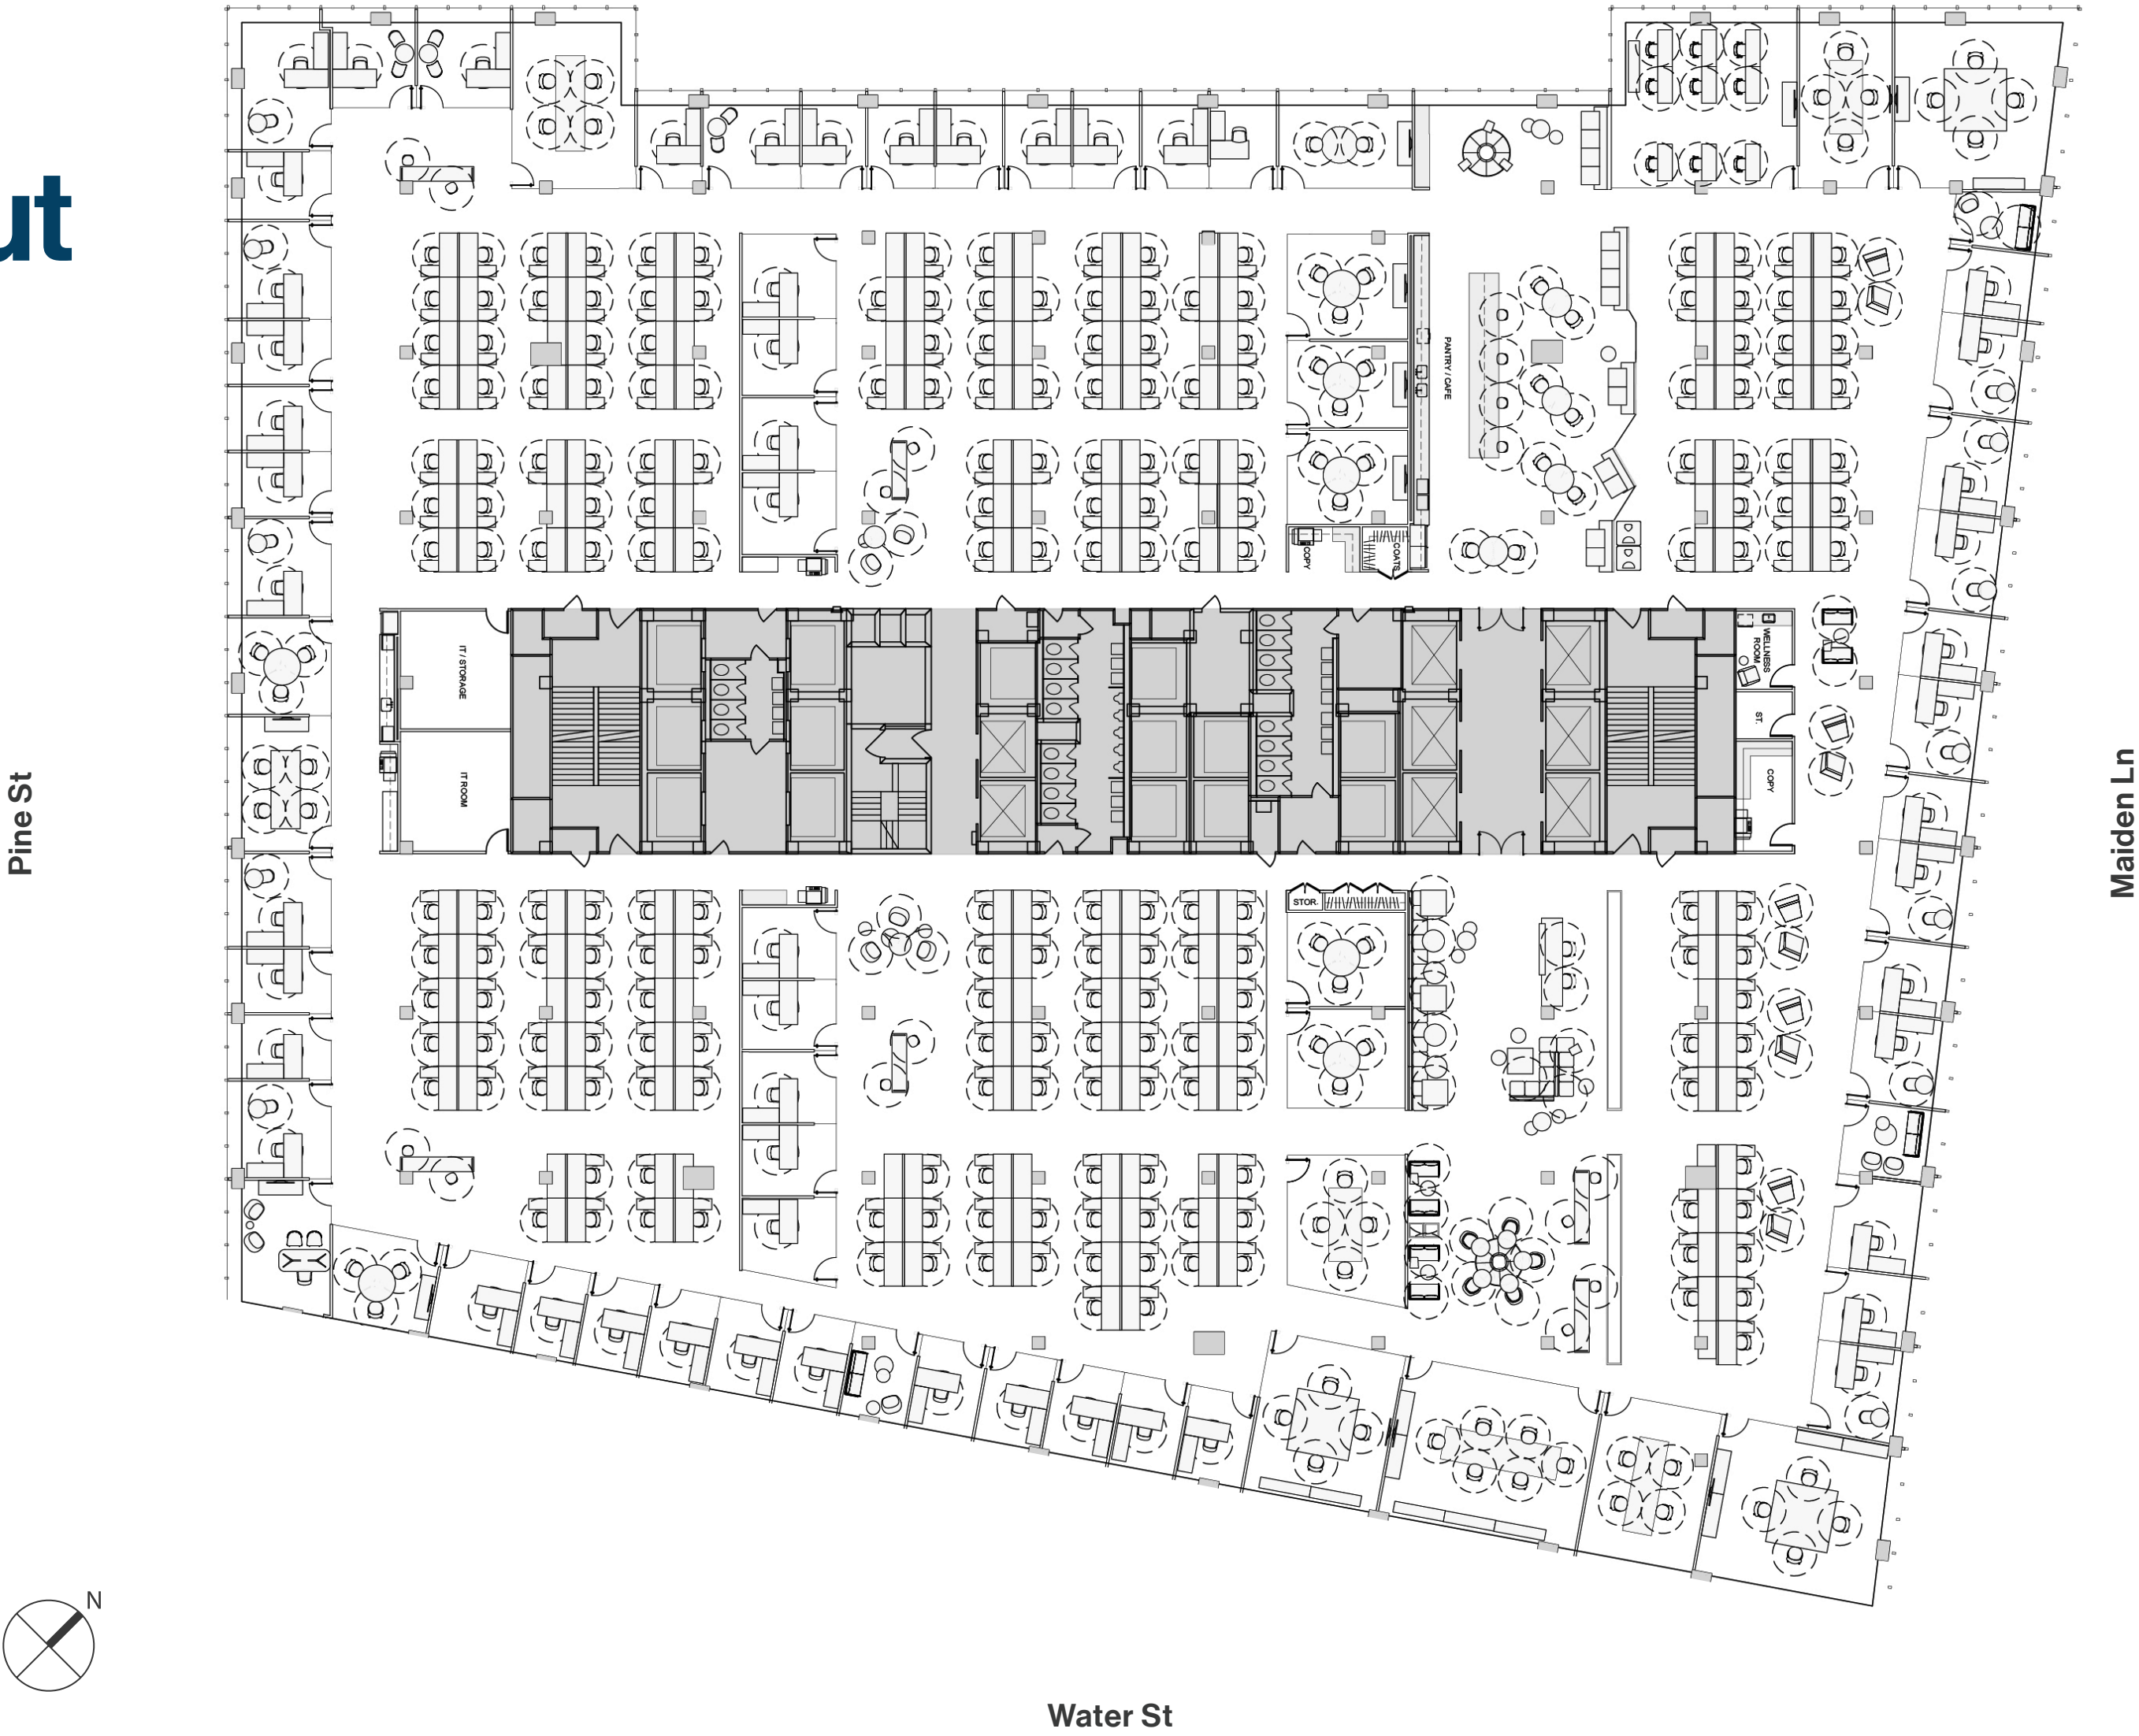 ut
PANTRY / CAFE
COPY
COATS
IT / STORAGE
WELLNESS
ROOM
ST.
IT ROOM
COPY
Pine St
Maiden Ln
STOR.
N
Water St